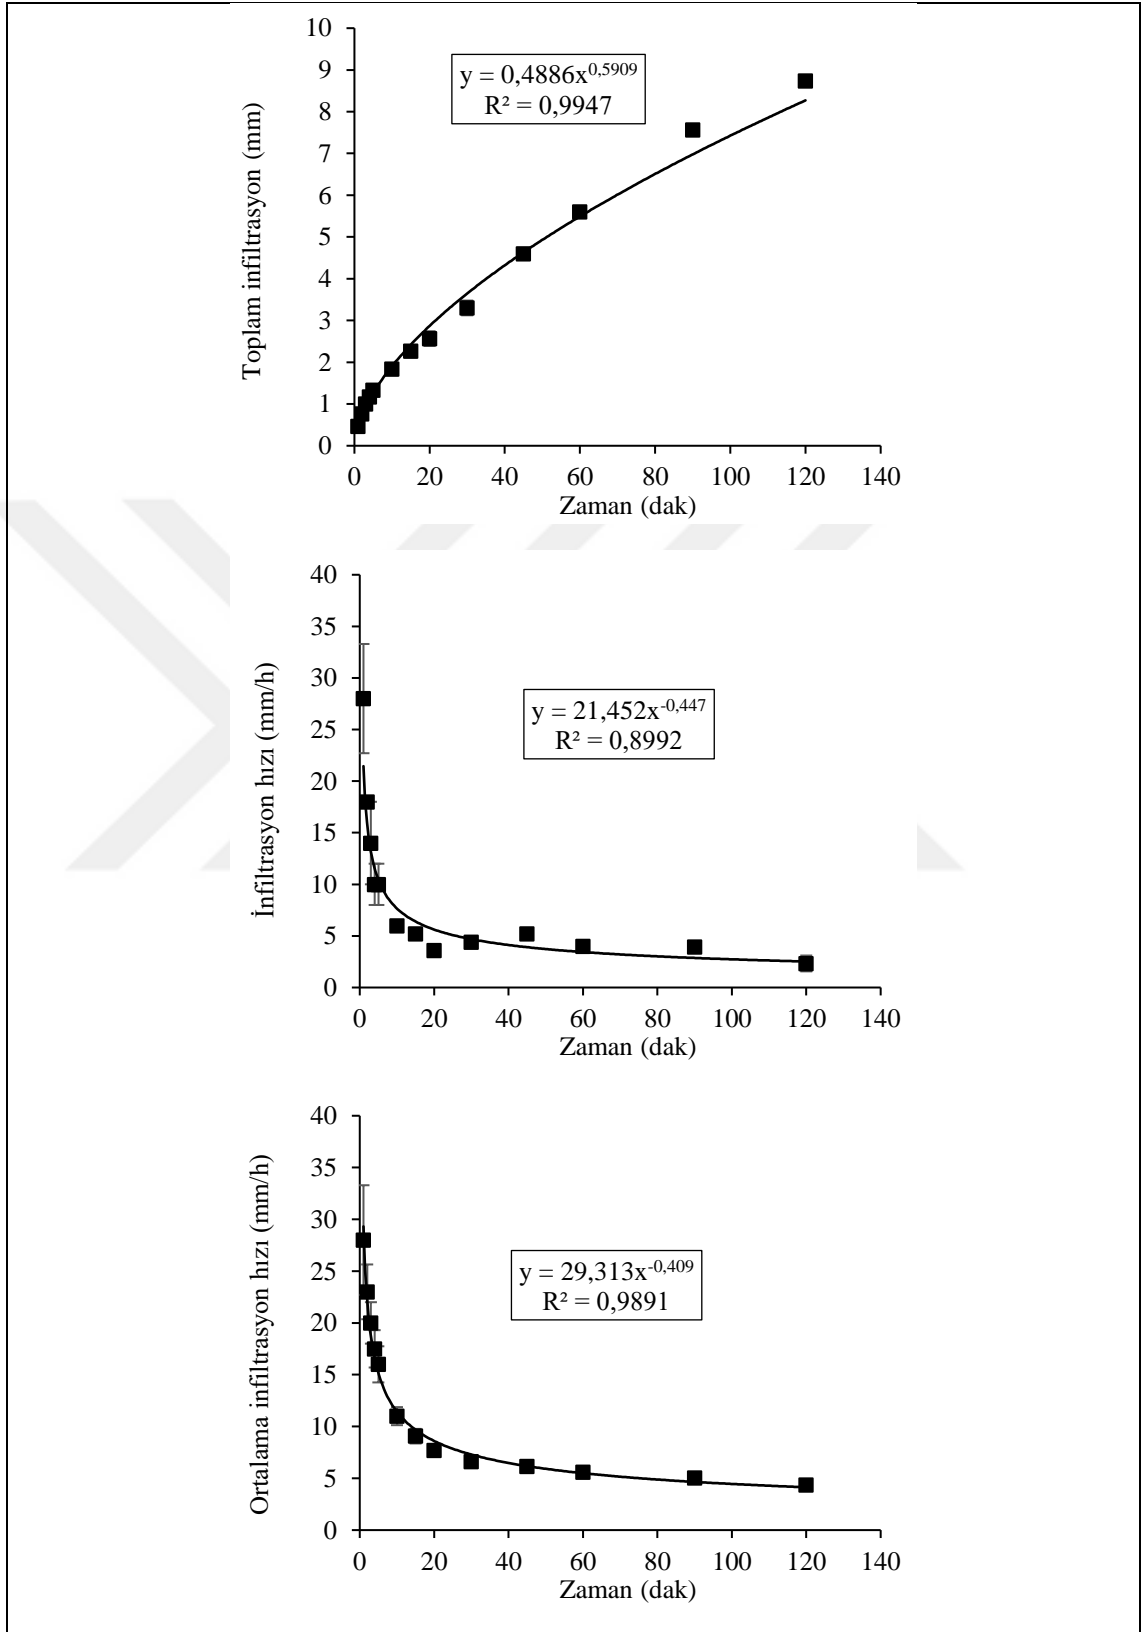 10
9
8
7
6
5
4
3
2
1
0
Toplam infiltrasyon (mm)
y = 0,4886x^0,5909
R² = 0,9947
0 20 40 60 80 100 120 140
Zaman (dak)
40
35
30
25
20
15
10
5
0
İnfiltrasyon hızı (mm/h)
y = 21,452x^-0,447
R² = 0,8992
0 20 40 60 80 100 120 140
Zaman (dak)
40
35
30
25
20
15
10
5
0
Ortalama infiltrasyon hızı (mm/h)
y = 29,313x^-0,409
R² = 0,9891
0 20 40 60 80 100 120 140
Zaman (dak)